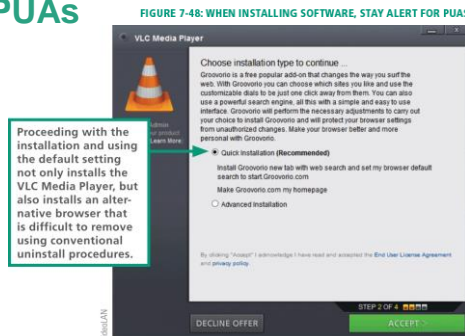 PUAs
FIGURE 7-48: WHEN INSTALLING SOFTWARE, STAY ALERT FOR PUAS
VLC Media Player
Choose installation type to continue ...
Groovorio is a free popular add-on that changes the way you surf the
web. With Groovorio you can choose which sites you like and use the
customizable dials to be just one click away from them. You can also
use a powerful search engine, all this with a simple and easy to use
interface. Groovorio will perform the necessary adjustments to carry out
your choice to install Groovorio and will protect your browser settings
from unauthorized changes. Make your browser better and more
personal with Groovorio.
Admin
our product
Learn More:
Quick Installation (Recommended)
Install Groovorio new tab with web search and set my browser default
search to start.Groovorio.com
Make Groovorio.com my homepage
Advanced Installation
By clicking "Accept" I acknowledge I have read and accepted the End User License Agreement
and privacy policy.
STEP 2 OF 4
DECLINE OFFER
ACCEPT >
Proceeding with the
installation and using
the default setting
not only installs the
VLC Media Player, but
also installs an alter-
native browser that
is difficult to remove
using conventional
uninstall procedures.
deoLAN